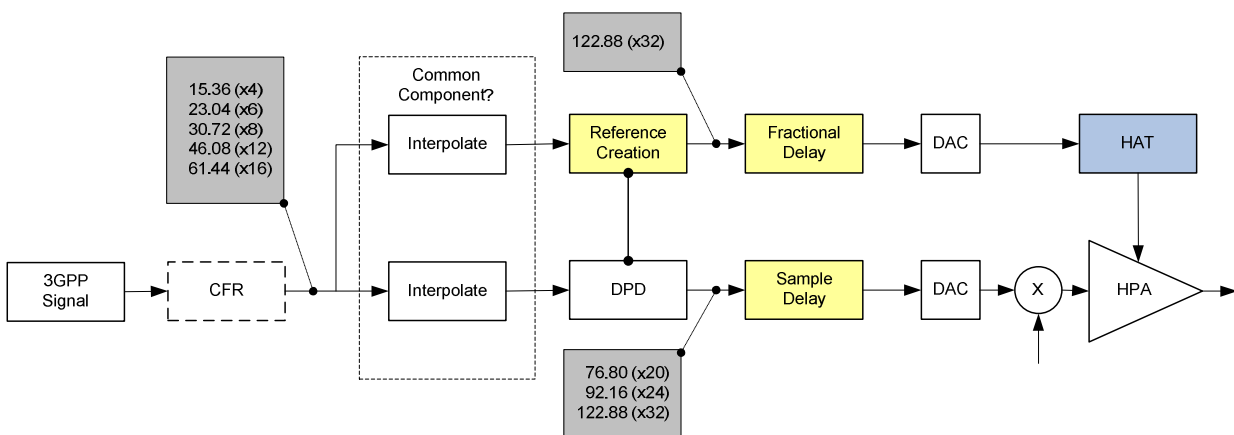 122.88 (x32)
15.36 (x4)
23.04 (x6)
30.72 (x8)
46.08 (x12)
61.44 (x16)
Common
Component?
Interpolate
Reference
Creation
Fractional
Delay
DAC
HAT
3GPP
Signal
CFR
Interpolate
DPD
Sample
Delay
DAC
X
HPA
76.80 (x20)
92.16 (x24)
122.88 (x32)